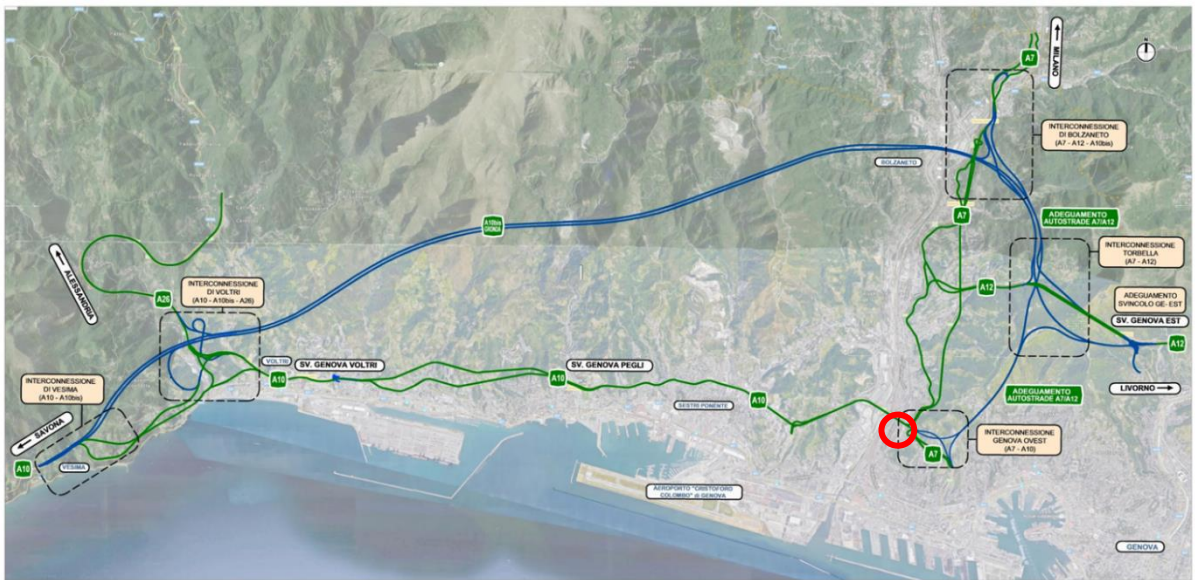 A7
MILANO
N
INTERCONNESSIONE
DI BOLZANETO
(A7 - A12 - A10bis)
BOLZANETO
A7
ADEGUAMENTO
AUTOSTRADE A7/A12
A10bis
GRONDA
INTERCONNESSIONE
TORBELLA
(A7 - A12)
ALESSANDRIA
A26
INTERCONNESSIONE
DI VOLTRI
(A10 - A10bis - A26)
A12
ADEGUAMENTO
SVINCOLO GE- EST
SV. GENOVA EST
A12
VOLTRI
SV. GENOVA VOLTRI
SV. GENOVA PEGLI
A10
A10
LIVORNO
INTERCONNESSIONE
DI VESIMA
(A10 - A10bis)
ADEGUAMENTO
AUTOSTRADE A7/A12
SESTRI PONENTE
A10
SAVONA
INTERCONNESSIONE
GENOVA OVEST
(A7 - A10)
A7
A10
VESIMA
AEROPORTO "CRISTOFORO
COLOMBO" di GENOVA
GENOVA